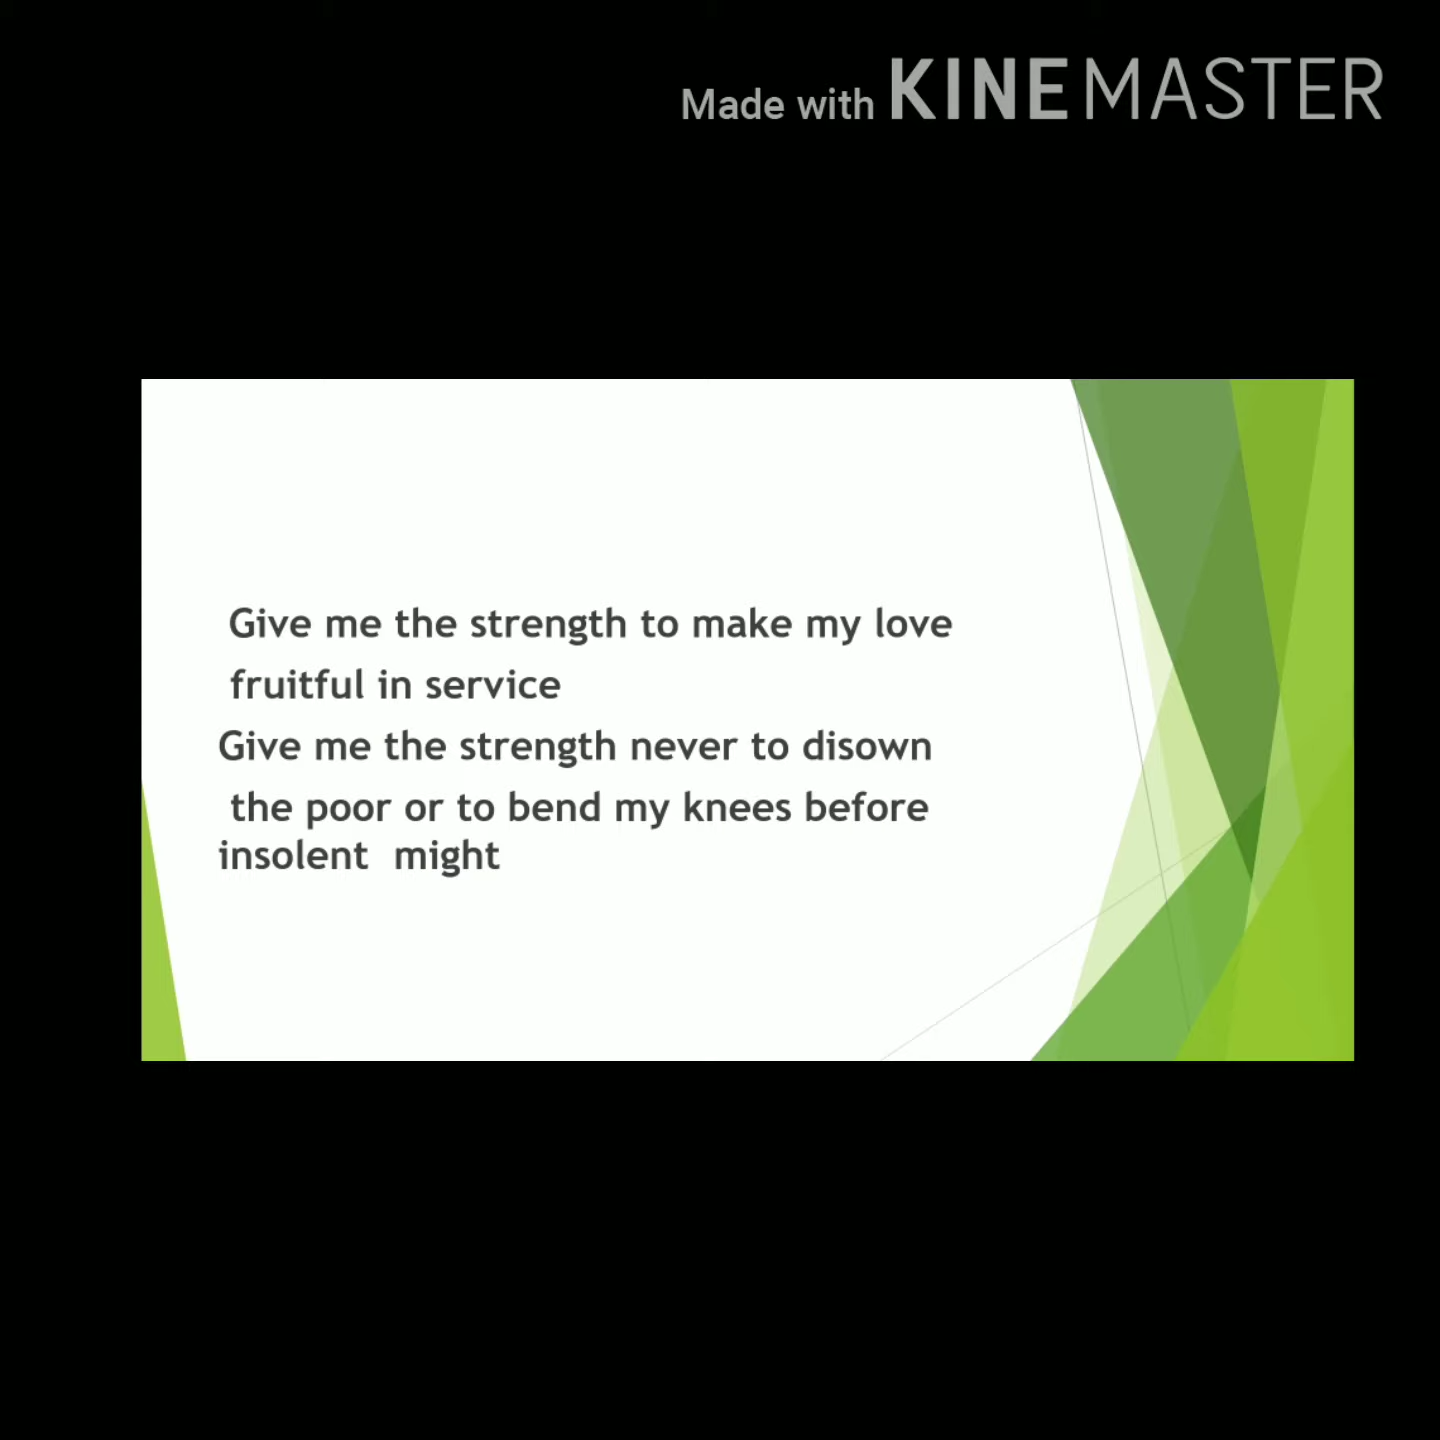 Made with KINEMASTER
Give me the strength to make my love
fruitful in service
Give me the strength never to disown
the poor or to bend my knees before
insolent might